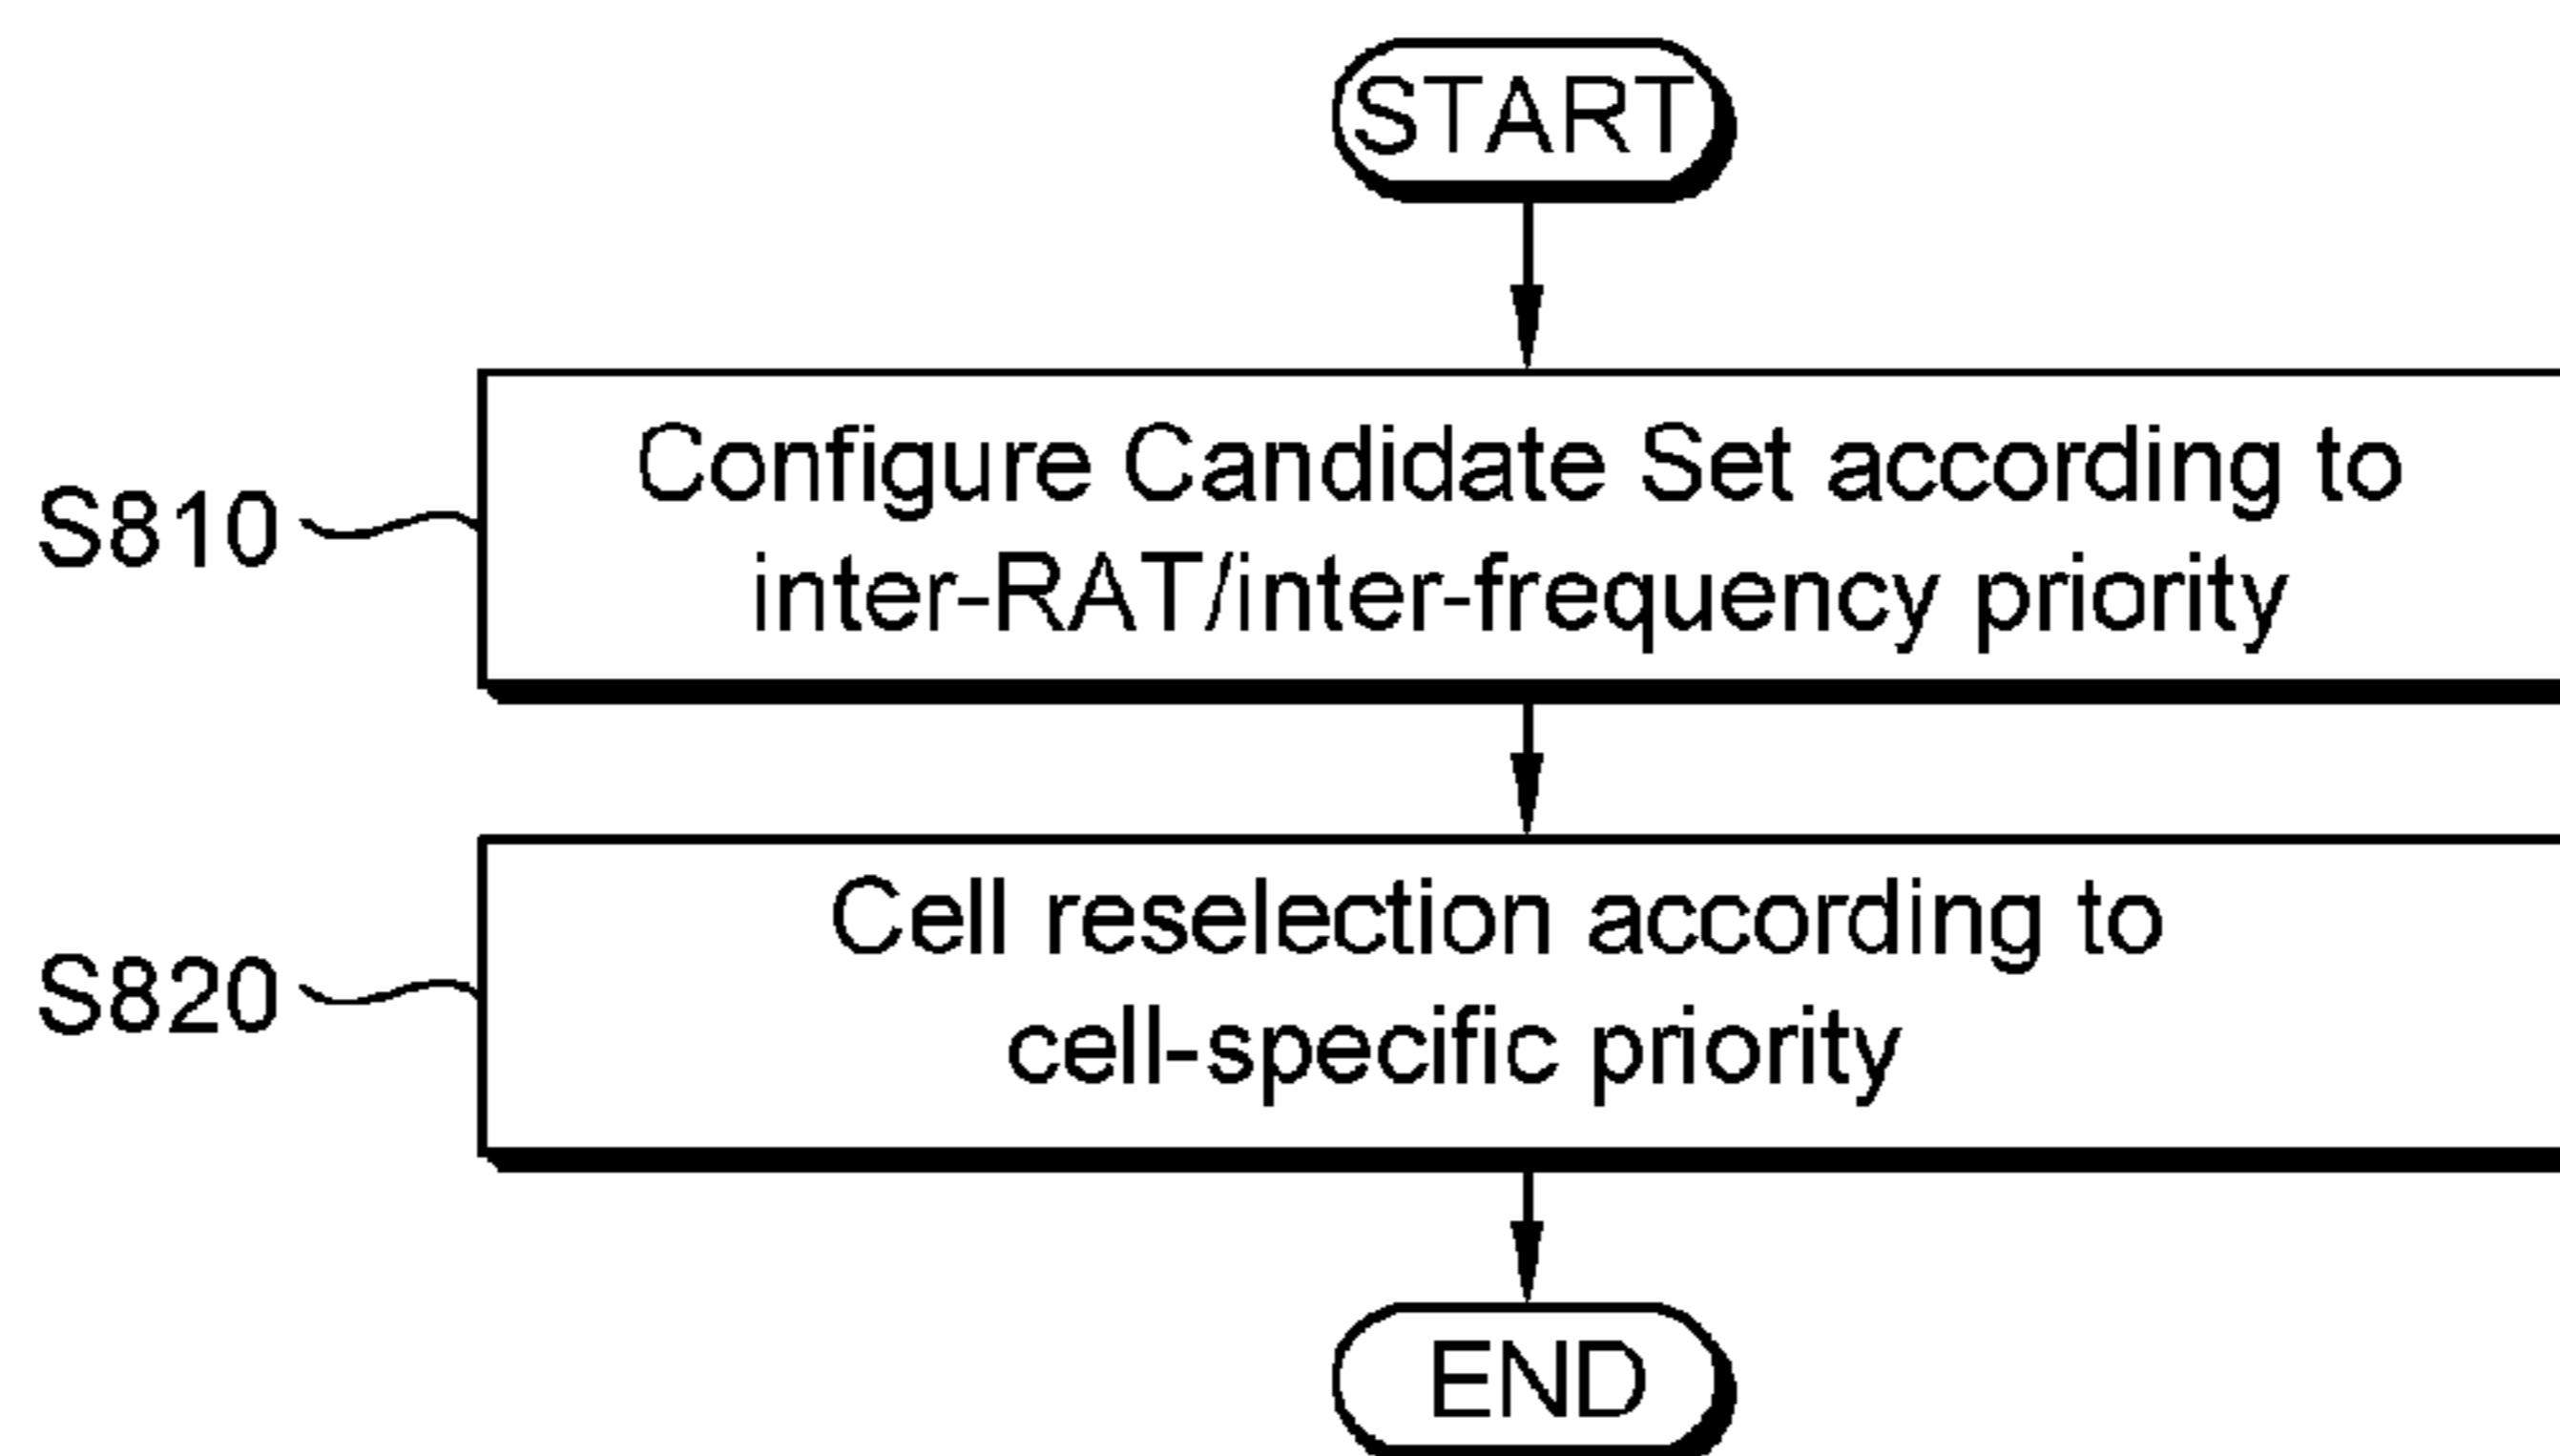 START
S810
Configure Candidate Set according to
inter-RAT/inter-frequency priority
S820
Cell reselection according to
cell-specific priority
END